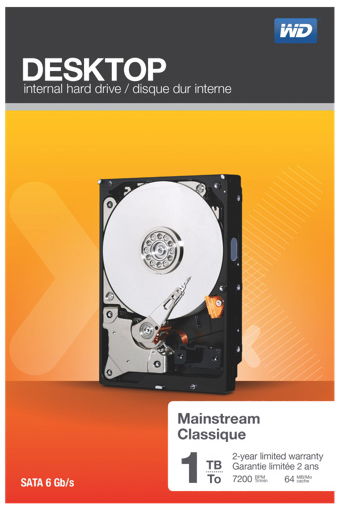 WD
DESKTOP
internal hard drive / disque dur interne
Mainstream
Classique
1 TB
To
2-year limited warranty
Garantie limitée 2 ans
7200 RPM
Tr/min
64 MB/Mo
cache
SATA 6 Gb/s